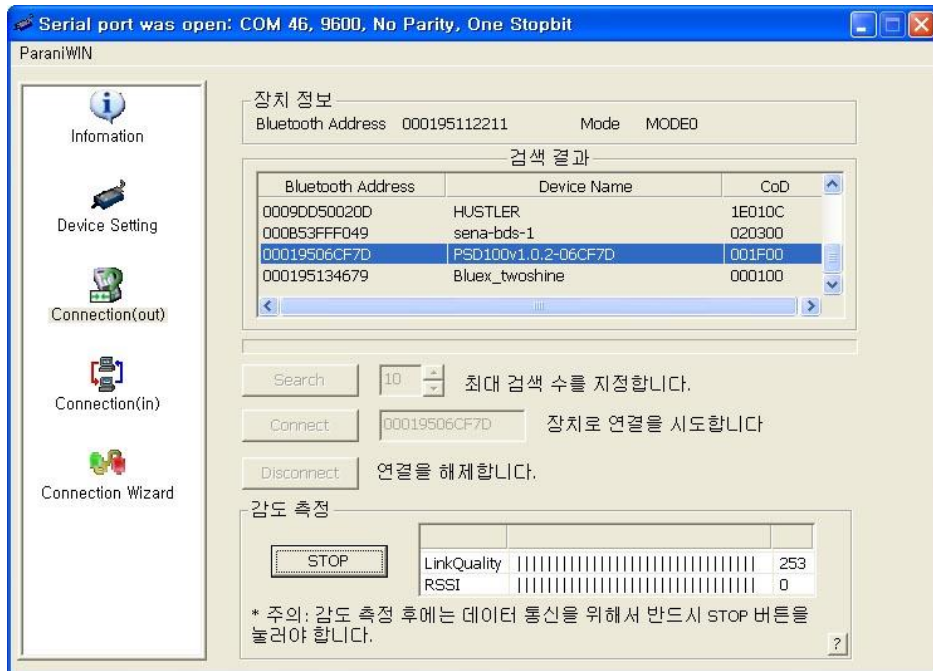 Serial port was open: COM 46, 9600, No Parity, One Stopbit
ParaniWIN
Infomation
Device Setting
Connection(out)
Connection(in)
Connection Wizard
장치 정보
Bluetooth Address 000195112211 Mode MODE0
검색 결과
Bluetooth Address Device Name CoD
0009DD50020D HUSTLER 1E010C
000B53FFF049 sena-bds-1 020300
00019506CF7D PSD100v1.0.2-06CF7D 001F00
000195134679 Bluex_twoshine 000100
Search 10 최대 검색 수를 지정합니다.
Connect 00019506CF7D 장치로 연결을 시도합니다
Disconnect 연결을 해제합니다.
감도 측정
STOP
LinkQuality |||||||||||||||||||||||||||||| 253
RSSI |||||||||||||||||||||||||||||| 0
* 주의: 감도 측정 후에는 데이터 통신을 위해서 반드시 STOP 버튼을
눌러야 합니다.
?